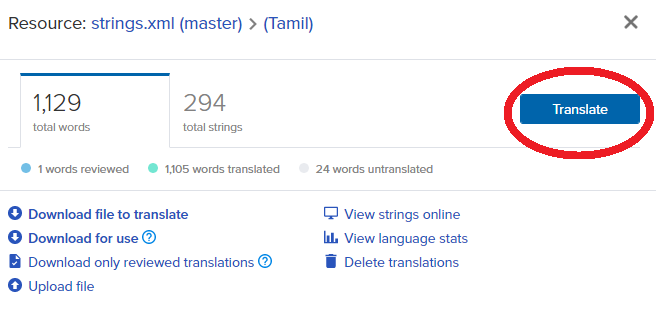 Resource: strings.xml (master) > (Tamil)
1,129
total words
294
total strings
Translate
1 words reviewed
1,105 words translated
24 words untranslated
Download file to translate
Download for use ?
Download only reviewed translations ?
Upload file
View strings online
View language stats
Delete translations